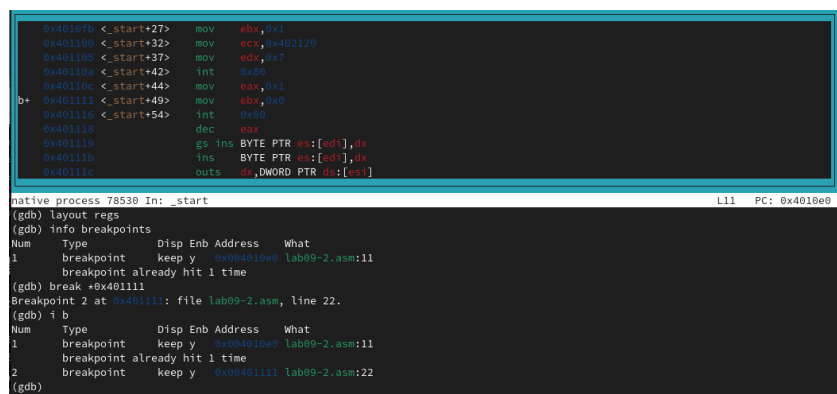 0x4010fb <_start+27> mov ebx,0x1
0x401100 <_start+32> mov ecx,0x402120
0x401105 <_start+37> mov edx,0x7
0x40110a <_start+42> int 0x80
0x40110c <_start+44> mov eax,0x1
b+ 0x401111 <_start+49> mov ebx,0x0
0x401116 <_start+54> int 0x80
0x401118 dec eax
0x401119 gs ins BYTE PTR es:[edi],dx
0x40111b ins BYTE PTR es:[edi],dx
0x40111c outs dx,DWORD PTR ds:[esi]
native process 78530 In: _start L11 PC: 0x4010e0
(gdb) layout regs
(gdb) info breakpoints
Num Type Disp Enb Address What
1 breakpoint keep y 0x004010e0 lab09-2.asm:11
breakpoint already hit 1 time
(gdb) break *0x401111
Breakpoint 2 at 0x401111: file lab09-2.asm, line 22.
(gdb) i b
Num Type Disp Enb Address What
1 breakpoint keep y 0x004010e0 lab09-2.asm:11
breakpoint already hit 1 time
2 breakpoint keep y 0x00401111 lab09-2.asm:22
(gdb)